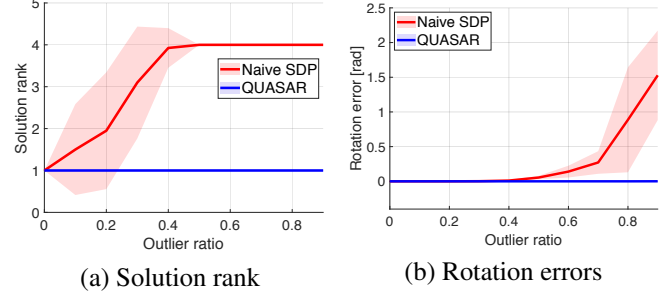 5
4
3
2
1
0
Solution rank
Naive SDP
QUASAR
0 0.2 0.4 0.6 0.8
Outlier ratio
(a) Solution rank
2.5
2
1.5
1
0.5
0
Rotation error [rad]
Naive SDP
QUASAR
0 0.2 0.4 0.6 0.8
Outlier ratio
(b) Rotation errors